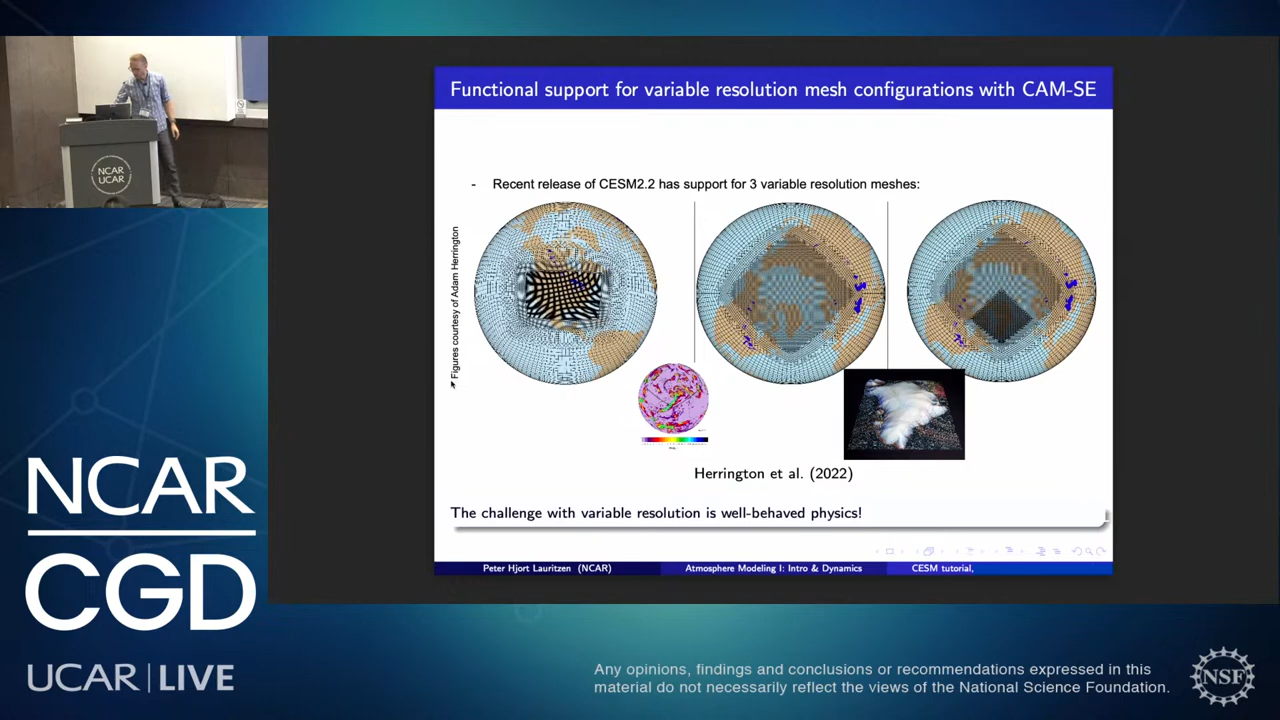 Functional support for variable resolution mesh configurations with CAM-SE
- Recent release of CESM2.2 has support for 3 variable resolution meshes:
Figures courtesy of Adam Herrington
Herrington et al. (2022)
The challenge with variable resolution is well-behaved physics!
Peter Hjort Lauritzen (NCAR) Atmosphere Modeling I: Intro & Dynamics CESM tutorial,
NCAR
UCAR
NCAR
CGD
UCAR | LIVE
Any opinions, findings and conclusions or recommendations expressed in this
material do not necessarily reflect the views of the National Science Foundation.
NSF